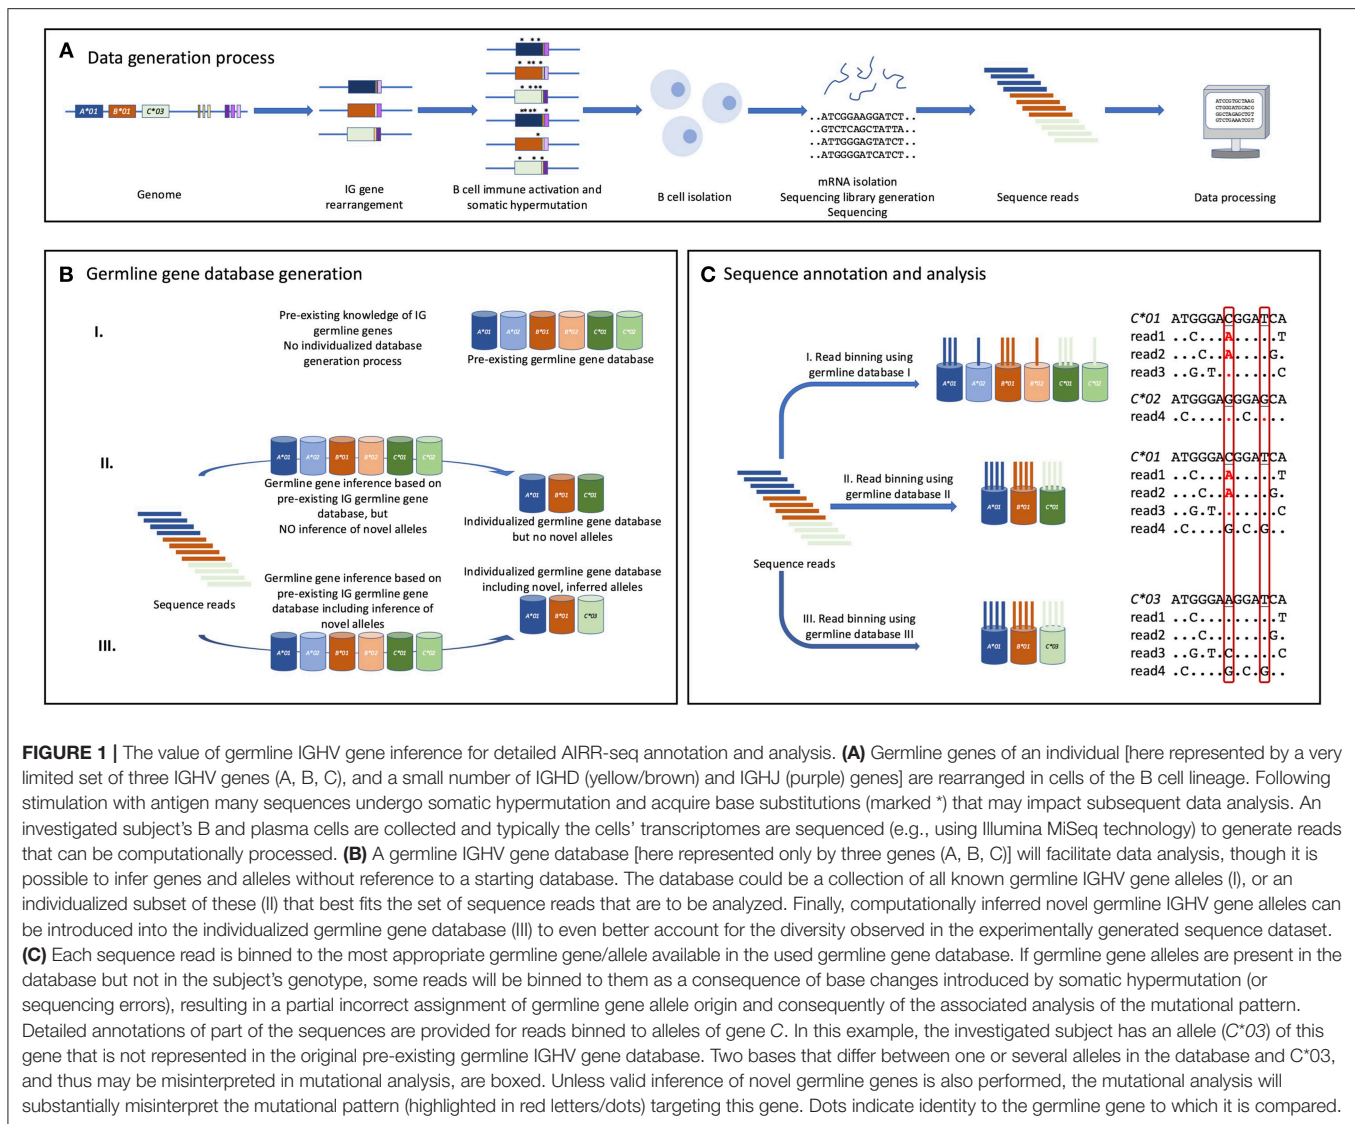 A Data generation process
A*01 B*01 C*03
..ATCGGAAGGATCT..
..GTCTCAGCTATTA..
..ATTGGGAGTATCT..
..ATGGGGATCATCT..
ATCCGTGCTAAG
CTGGGATGCACG
GGCTAGAGCTGT
GTCTGAAATCGT
Genome
IG gene
rearrangement
B cell immune activation and
somatic hypermutation
B cell isolation
mRNA isolation
Sequencing library generation
Sequencing
Sequence reads
Data processing
B Germline gene database generation
I.
Pre-existing knowledge of IG
germline genes
No individualized database
generation process
A*01 A*02 B*01 B*02 C*01 C*02
Pre-existing germline gene database
II.
A*01 A*02 B*01 B*02 C*01 C*02
Germline gene inference based on
pre-existing IG germline gene
database, but
NO inference of novel alleles
A*01 B*01 C*01
Individualized germline gene database
but no novel alleles
Sequence reads
Germline gene inference based on
pre-existing IG germline gene
database including inference of
novel alleles
Individualized germline gene database
including novel, inferred alleles
A*01 B*01 C*03
III.
A*01 A*02 B*01 B*02 C*01 C*02
C Sequence annotation and analysis
I. Read binning using
germline database I
A*01 A*02 B*01 B*02 C*01 C*02
II. Read binning using
germline database II
A*01 B*01 C*01
Sequence reads
III. Read binning using
germline database III
A*01 B*01 C*03
C*01 ATGGGACGGATCA
read1 ..C...A.....T
read2 ...C..A....G.
read3 ..G.T.......C
C*02 ATGGGAGGGAGCA
read4 .C......C....
C*01 ATGGGACGGATCA
read1 ..C...A.....T
read2 ...C..A....G.
read3 ..G.T.......C
read4 .C....G.C.G..
C*03 ATGGGAAGGATCA
read1 ..C.........T
read2 ...C.......G.
read3 ..G.T.C.....C
read4 .C....G.C.G..
FIGURE 1 | The value of germline IGHV gene inference for detailed AIRR-seq annotation and analysis. (A) Germline genes of an individual [here represented by a very
limited set of three IGHV genes (A, B, C), and a small number of IGHD (yellow/brown) and IGHJ (purple) genes] are rearranged in cells of the B cell lineage. Following
stimulation with antigen many sequences undergo somatic hypermutation and acquire base substitutions (marked *) that may impact subsequent data analysis. An
investigated subject's B and plasma cells are collected and typically the cells' transcriptomes are sequenced (e.g., using Illumina MiSeq technology) to generate reads
that can be computationally processed. (B) A germline IGHV gene database [here represented only by three genes (A, B, C)] will facilitate data analysis, though it is
possible to infer genes and alleles without reference to a starting database. The database could be a collection of all known germline IGHV gene alleles (I), or an
individualized subset of these (II) that best fits the set of sequence reads that are to be analyzed. Finally, computationally inferred novel germline IGHV gene alleles can
be introduced into the individualized germline gene database (III) to even better account for the diversity observed in the experimentally generated sequence dataset.
(C) Each sequence read is binned to the most appropriate germline gene/allele available in the used germline gene database. If germline gene alleles are present in the
database but not in the subject's genotype, some reads will be binned to them as a consequence of base changes introduced by somatic hypermutation (or
sequencing errors), resulting in a partial incorrect assignment of germline gene allele origin and consequently of the associated analysis of the mutational pattern.
Detailed annotations of part of the sequences are provided for reads binned to alleles of gene C. In this example, the investigated subject has an allele (C*03) of this
gene that is not represented in the original pre-existing germline IGHV gene database. Two bases that differ between one or several alleles in the database and C*03,
and thus may be misinterpreted in mutational analysis, are boxed. Unless valid inference of novel germline genes is also performed, the mutational analysis will
substantially misinterpret the mutational pattern (highlighted in red letters/dots) targeting this gene. Dots indicate identity to the germline gene to which it is compared.